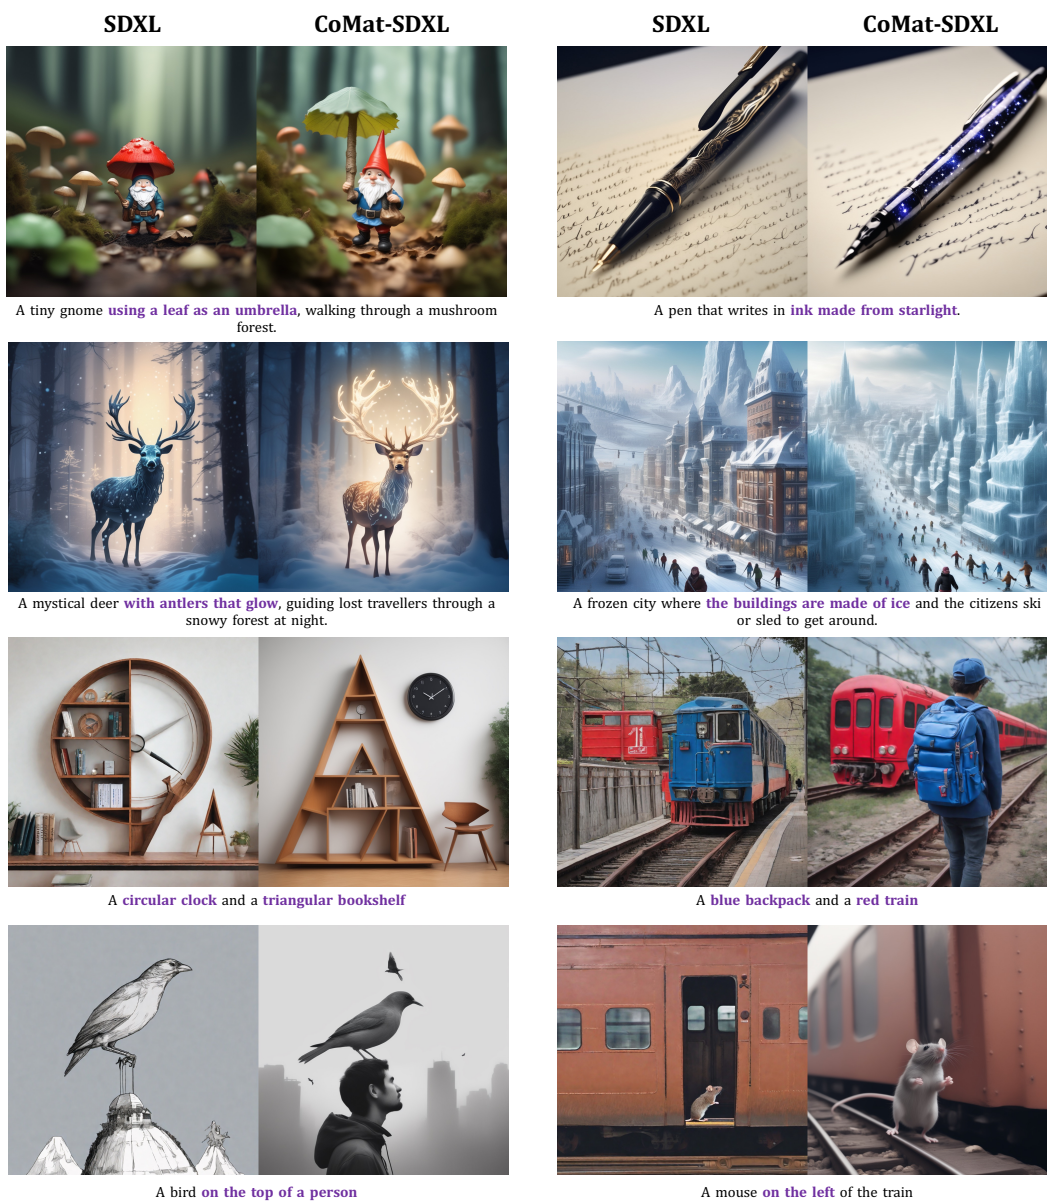 SDXL
CoMat-SDXL
SDXL
CoMat-SDXL
A tiny gnome using a leaf as an umbrella, walking through a mushroom
forest.
A pen that writes in ink made from starlight.
A mystical deer with antlers that glow, guiding lost travellers through a
snowy forest at night.
A frozen city where the buildings are made of ice and the citizens ski
or sled to get around.
A circular clock and a triangular bookshelf
A blue backpack and a red train
A bird on the top of a person
A mouse on the left of the train